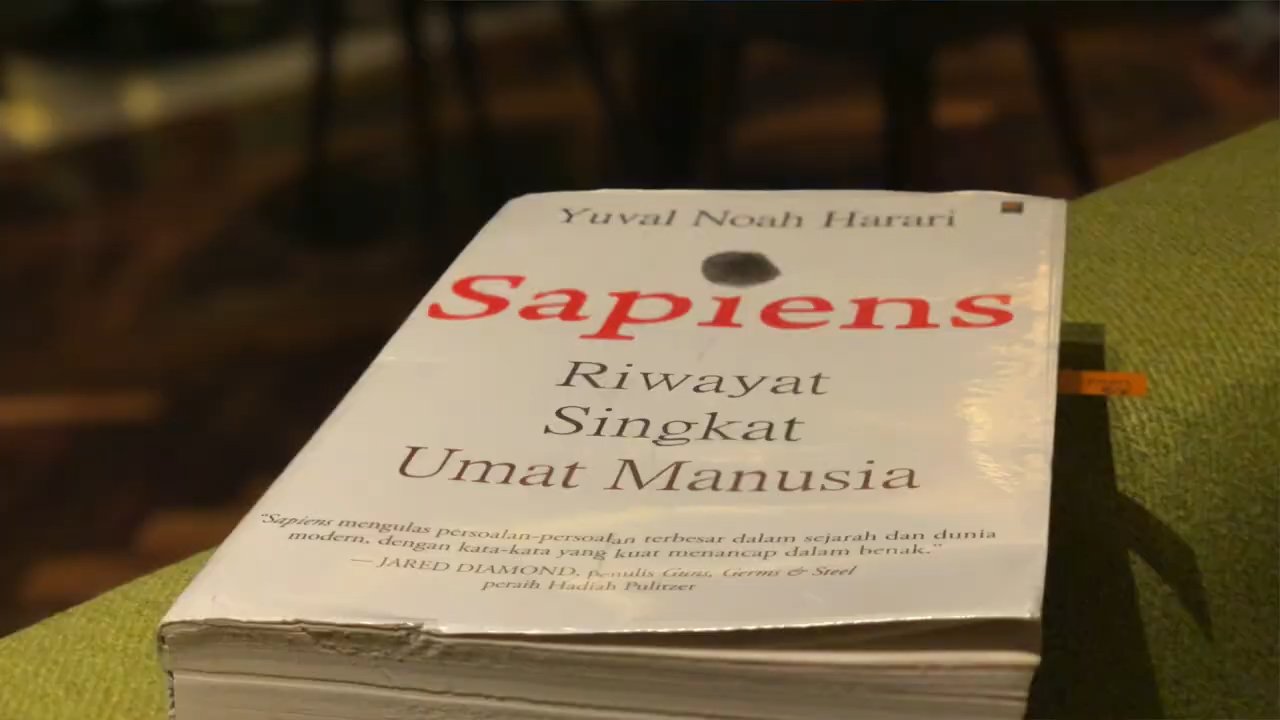 Yuval Noah Harari
Sapiens
Riwayat
Singkat
Umat Manusia
"Sapiens mengulas persoalan-persoalan terbesar dalam sejarah dan dunia
modern, dengan kata-kata yang kuat menancap dalam benak."
— JARED DIAMOND, penulis Guns, Germs & Steel
peraih Hadiah Pulitzer